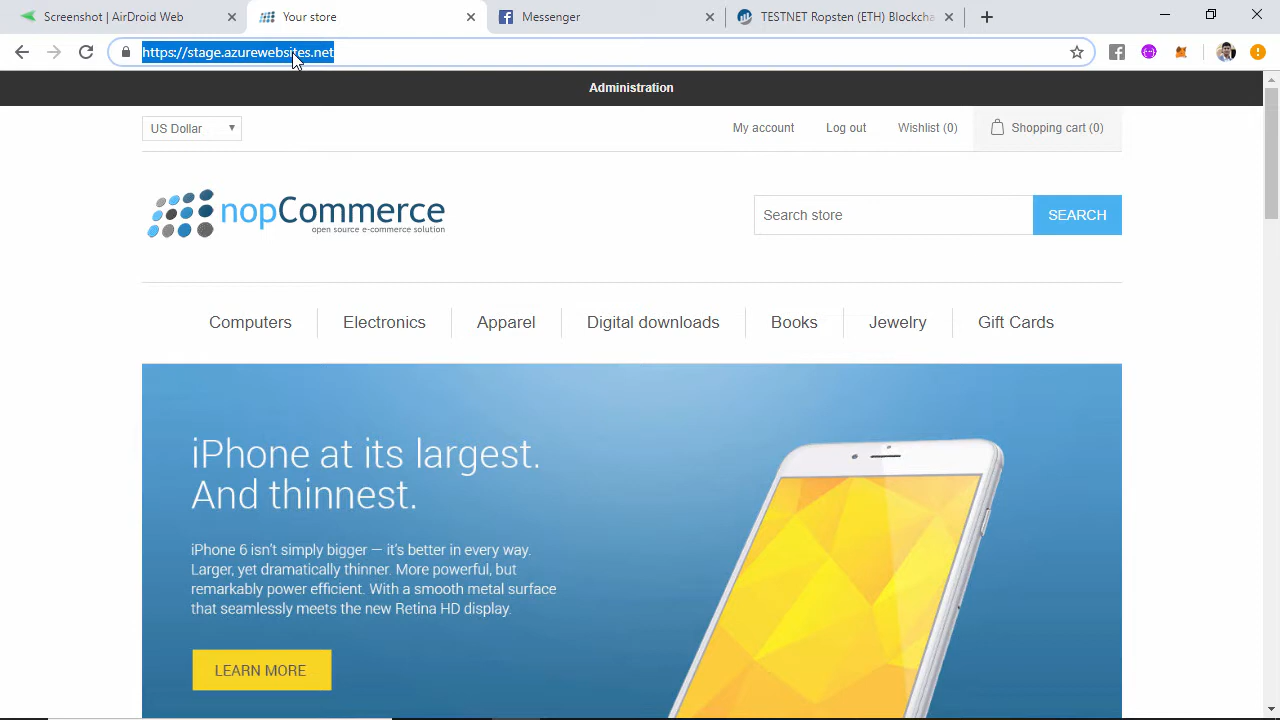 Screenshot | AirDroid Web
Your store
Messenger
TESTNET Ropsten (ETH) Blockcha
https://stage.azurewebsites.net
Administration
US Dollar
My account
Log out
Wishlist (0)
Shopping cart (0)
nopCommerce
open source e-commerce solution
Search store
SEARCH
Computers
Electronics
Apparel
Digital downloads
Books
Jewelry
Gift Cards
iPhone at its largest.
And thinnest.
iPhone 6 isn't simply bigger — it's better in every way.
Larger, yet dramatically thinner. More powerful, but
remarkably power efficient. With a smooth metal surface
that seamlessly meets the new Retina HD display.
LEARN MORE